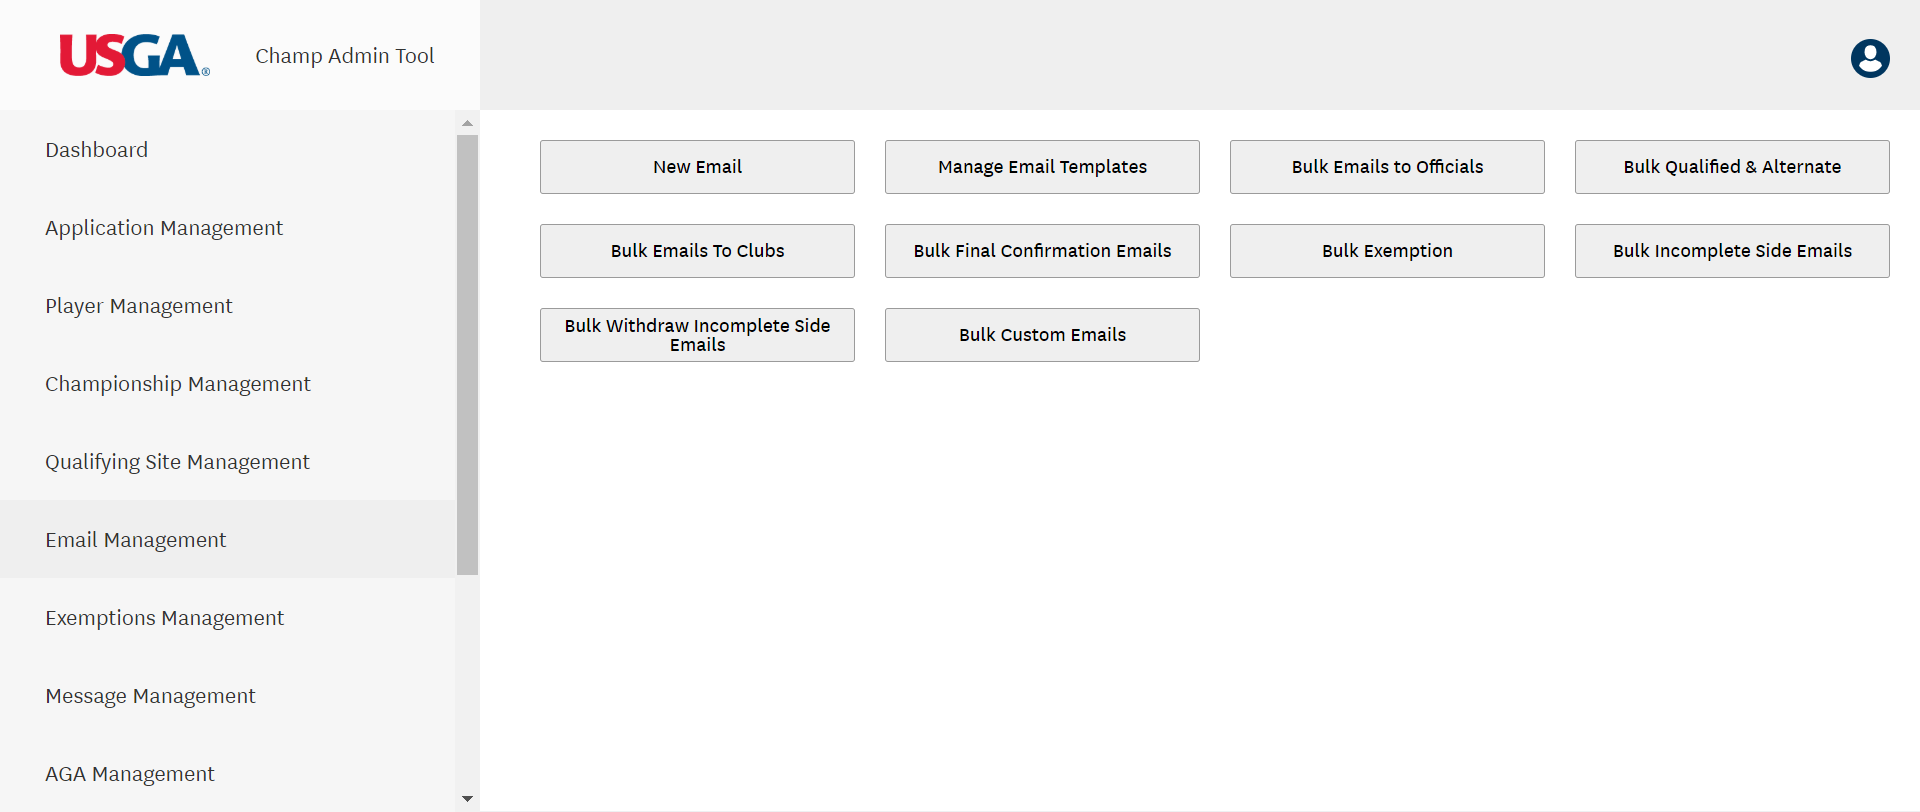 USGA®
Champ Admin Tool
Dashboard
Application Management
Player Management
Championship Management
Qualifying Site Management
Email Management
Exemptions Management
Message Management
AGA Management
New Email
Manage Email Templates
Bulk Emails to Officials
Bulk Qualified & Alternate
Bulk Emails To Clubs
Bulk Final Confirmation Emails
Bulk Exemption
Bulk Incomplete Side Emails
Bulk Withdraw Incomplete Side
Emails
Bulk Custom Emails